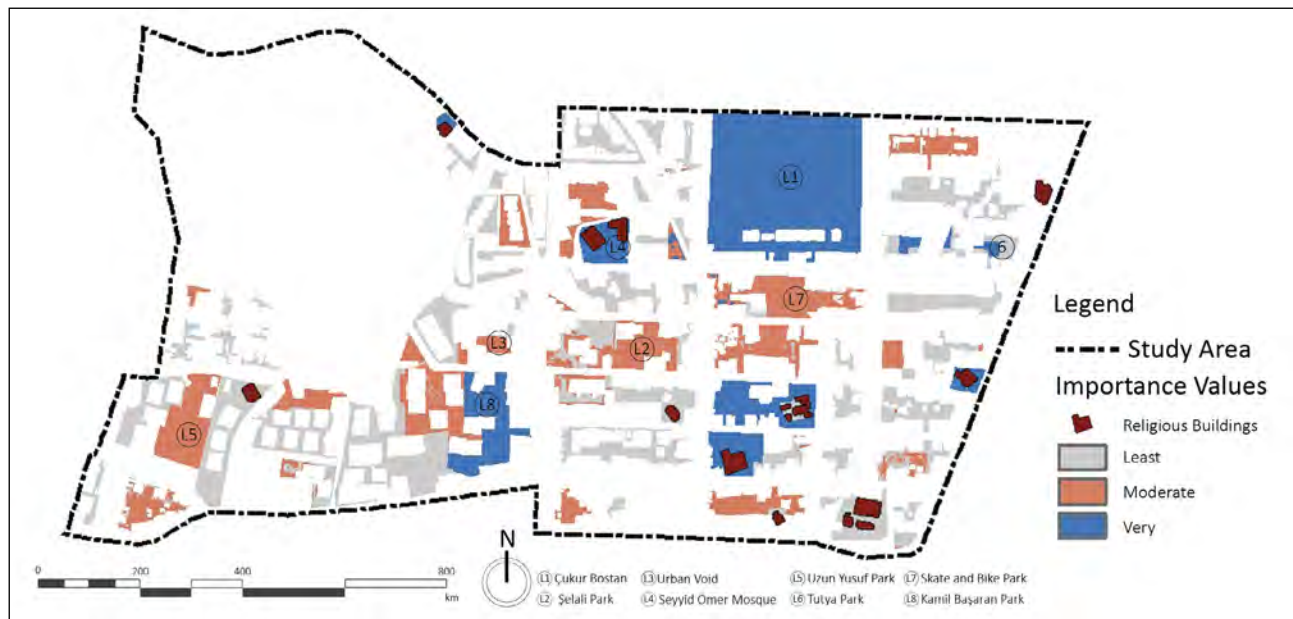 L1
L4
6
L7
L3
L2
L8
L5
Legend
Study Area
Importance Values
Religious Buildings
Least
Moderate
Very
N
0 200 400 800
km
L1 Çukur Bostan L3 Urban Void L5 Uzun Yusuf Park L7 Skate and Bike Park
L2 Şelali Park L4 Seyyid Ömer Mosque L6 Tutya Park L8 Kamil Başaran Park